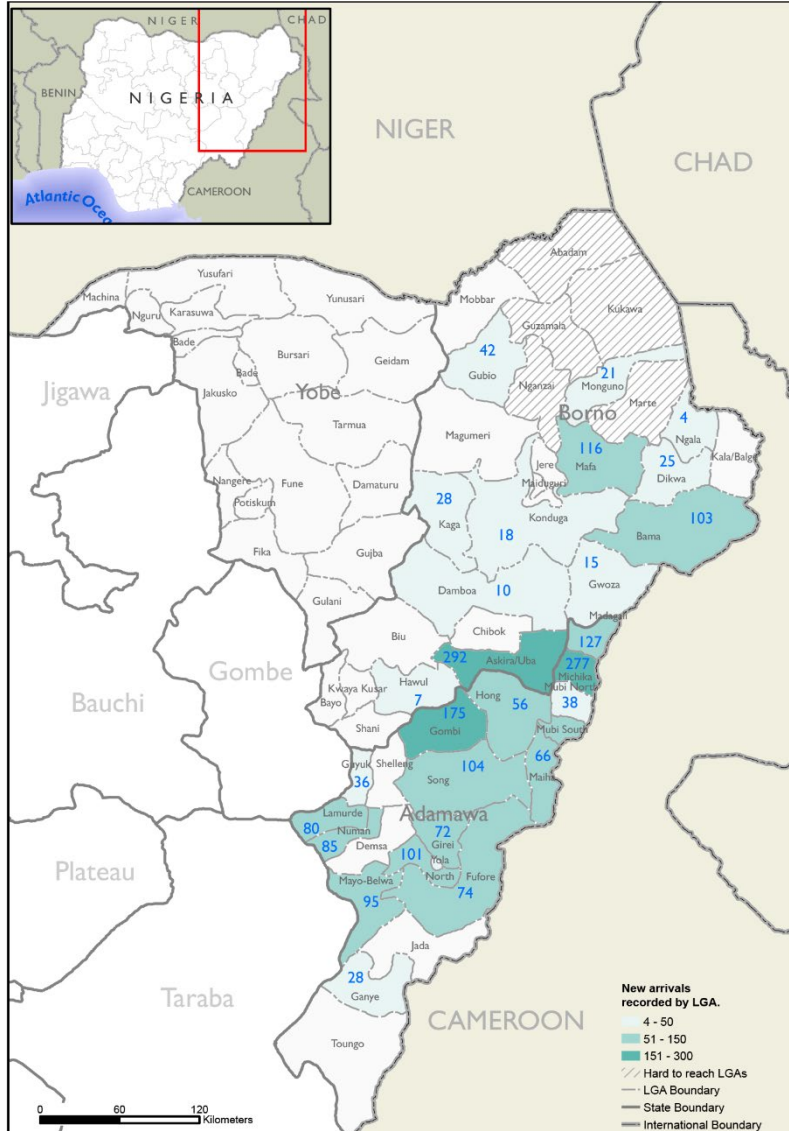 NIGER
CHAD
BENIN
NIGERIA
CAMEROON
Atlantic Ocea
NIGER
CHAD
Abadam
Yusufari
Machina
Yunusari
Mobbar
Nguru
Karasuwa
Kukawa
Guzamala
Bade
Bursari
Geidam
42
Gubio
21
Bade
Nganzai
Monguno
Jigawa
Jakusko
Yobe
Marte
Borno
4
Tarmua
Ngala
Magumeri
116
Jere
Mafa
25
Kala/Balge
Maiduguri
Dikwa
Nangere
Fune
Damaturu
28
Potiskum
Konduga
103
Kaga
18
Bama
Fika
Gujba
15
Damboa
10
Gwoza
Gulani
Madagali
Chibok
Biu
127
292
Askira/Uba
277
Gombe
Michika
Hawul
Mubi North
Kwaya Kusar
Hong
Bayo
7
56
38
Bauchi
175
Shani
Gombi
Mubi South
Guyuk
Shelleng
66
104
Maiha
36
Song
Lamurde
Adamawa
80
Numan
72
Plateau
85
Demsa
101
Girei
Yola
Mayo-Belwa
North
Fufore
95
74
Jada
28
Taraba
Ganye
CAMEROON
Toungo
New arrivals
recorded by LGA.
4 - 50
51 - 150
151 - 300
Hard to reach LGAs
LGA Boundary
State Boundary
International Boundary
0 60 120
Kilometers